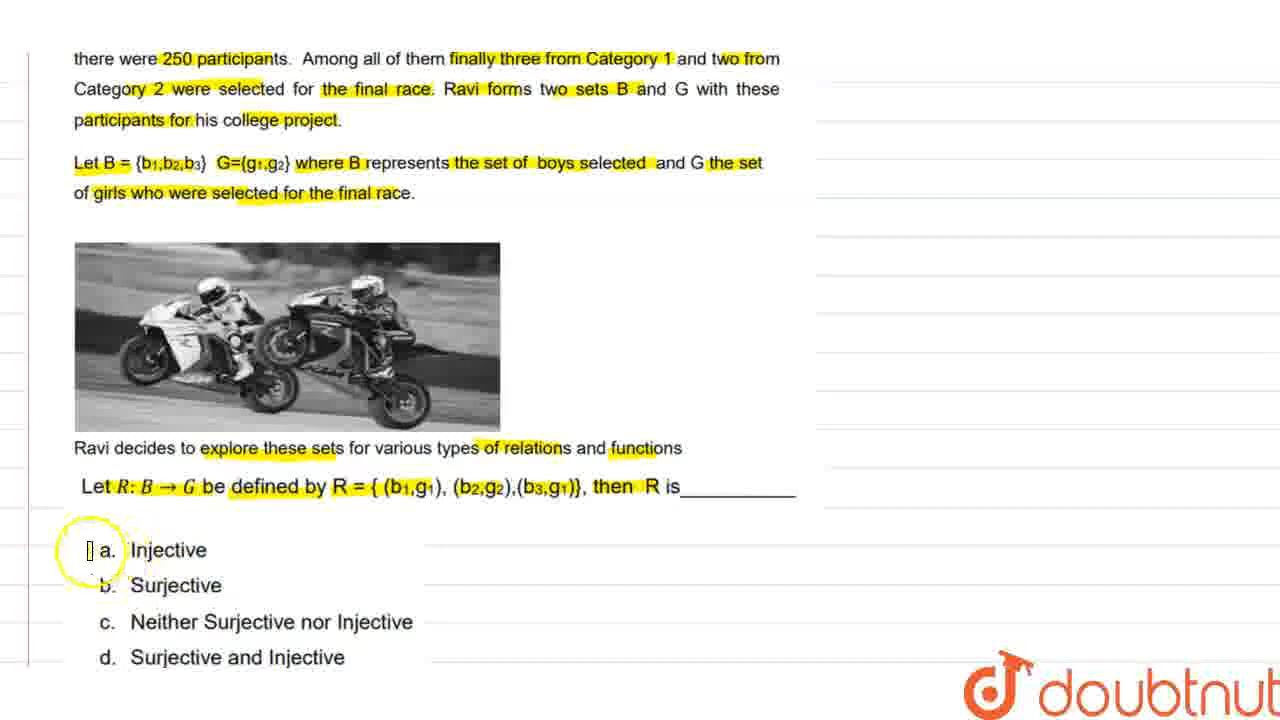 there were 250 participants. Among all of them finally three from Category 1 and two from
Category 2 were selected for the final race. Ravi forms two sets B and G with these
participants for his college project.
Let B = {b1,b2,b3} G={g1,g2} where B represents the set of boys selected and G the set
of girls who were selected for the final race.
Ravi decides to explore these sets for various types of relations and functions
Let R: B → G be defined by R = { (b1,g1), (b2,g2),(b3,g1)}, then R is___________
a. Injective
b. Surjective
c. Neither Surjective nor Injective
d. Surjective and Injective
doubtnut